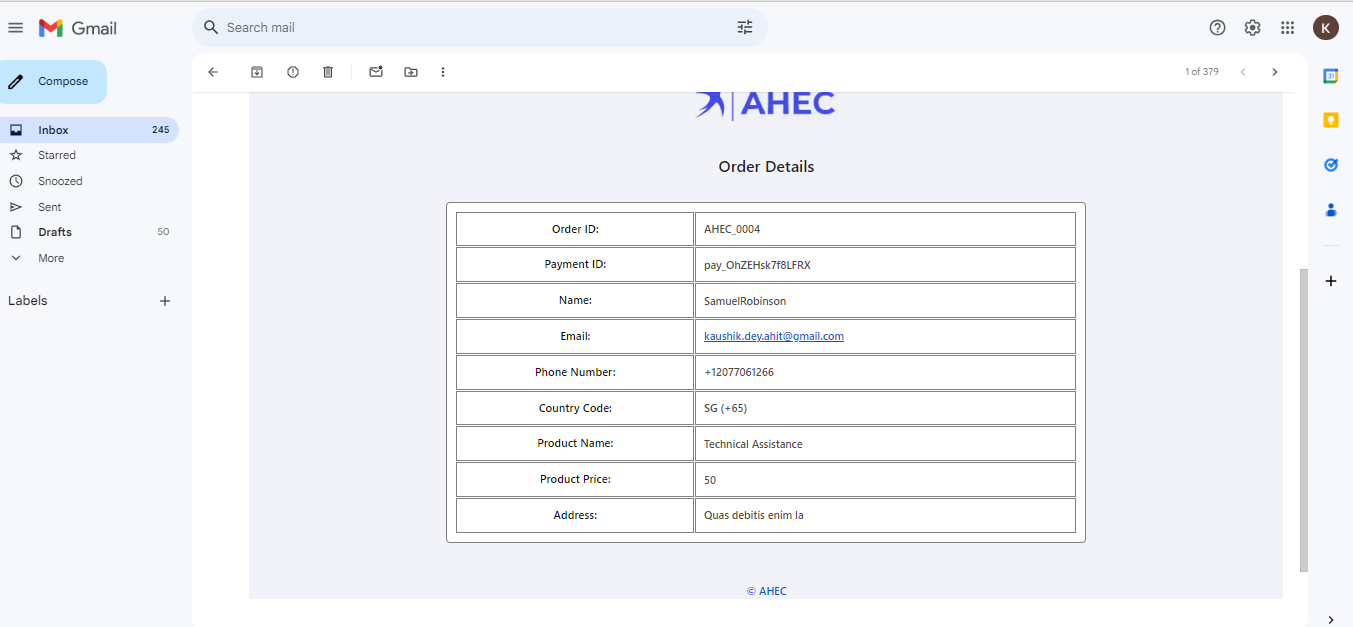 Gmail
Search mail
K
Compose
1 of 379
Inbox 245
Starred
Snoozed
Sent
Drafts 50
More
Labels
31
AHEC
Order Details
Order ID: AHEC_0004
Payment ID: pay_OhZEHsk7f8LFRX
Name: SamuelRobinson
Email: kaushik.dey.ahit@gmail.com
Phone Number: +12077061266
Country Code: SG (+65)
Product Name: Technical Assistance
Product Price: 50
Address: Quas debitis enim la
© AHEC